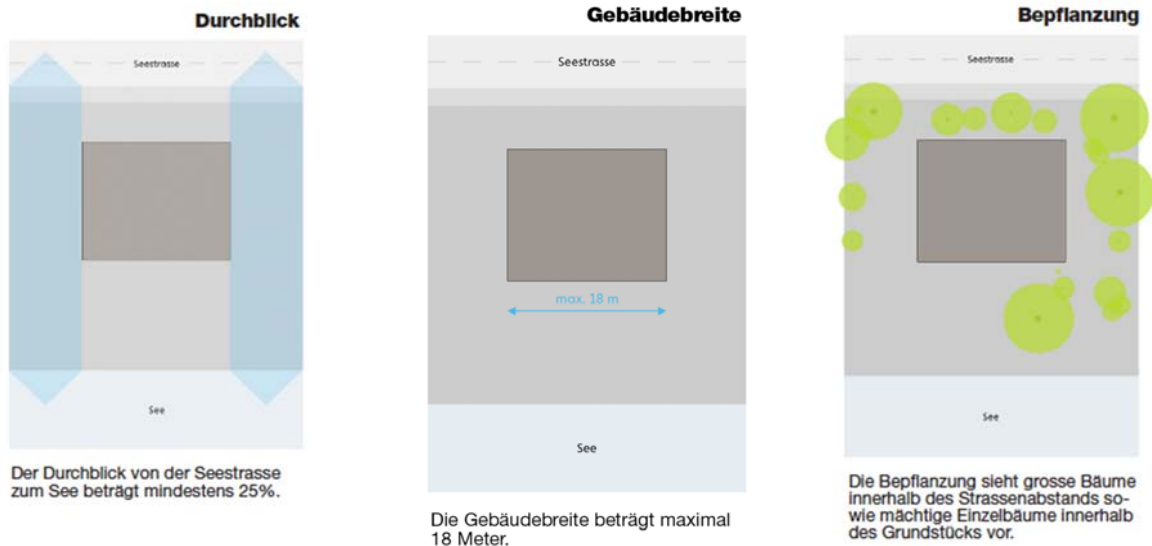 Durchblick
Seestrasse
See
Der Durchblick von der Seestrasse
zum See beträgt mindestens 25%.
Gebäudebreite
Seestrasse
max. 18 m
See
Die Gebäudebreite beträgt maximal
18 Meter.
Bepflanzung
Seestrasse
See
Die Bepflanzung sieht grosse Bäume
innerhalb des Strassenabstands so-
wie mächtige Einzelbäume innerhalb
des Grundstücks vor.